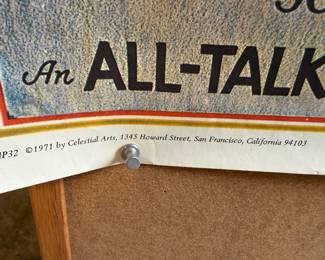 An ALL-TALK
P32 ©1971 by Celestial Arts, 1345 Howard Street, San Francisco, California 94103